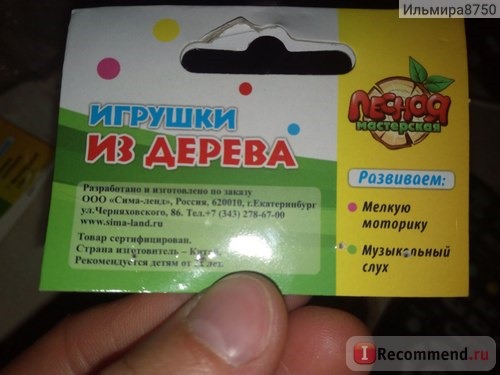 Ильмира8750
ИГРУШКИ
ИЗ ДЕРЕВА
Лесная
мастерская
Развиваем:
Мелкую
моторику
Музыкальный
слух
Разработано и изготовлено по заказу
ООО «Сима-ленд», Россия, 620010, г.Екатеринбург
ул.Черняховского, 86. Тел.+7 (343) 278-67-00
www.sima-land.ru
Товар сертифицирован.
Страна изготовитель – Китай
Рекомендуется детям от лет.
I Recommend.ru